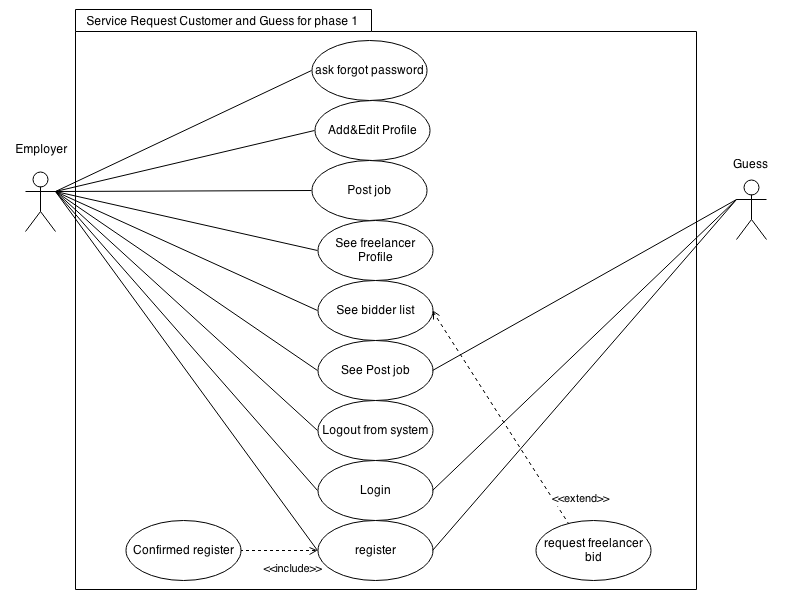 Service Request Customer and Guess for phase 1
ask forgot password
Employer
Add&Edit Profile
Guess
Post job
See freelancer
Profile
See bidder list
See Post job
Logout from system
Login
<<extend>>
Confirmed register
register
request freelancer
bid
<<include>>